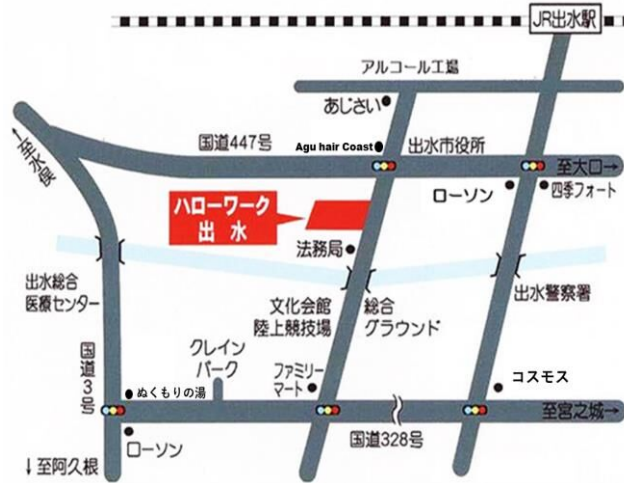 JR出水駅
アルコール工場
あじさい
Agu hair Coast
国道447号
出水市役所
至水俣
至大口→
ローソン
四季フォート
ハローワーク
出水
法務局
出水総合
医療センター
文化会館
陸上競技場
総合
グラウンド
出水警察署
国道3号
クレイン
パーク
ファミリー
マート
コスモス
ぬくもりの湯
至宮之城→
ローソン
国道328号
↓至阿久根